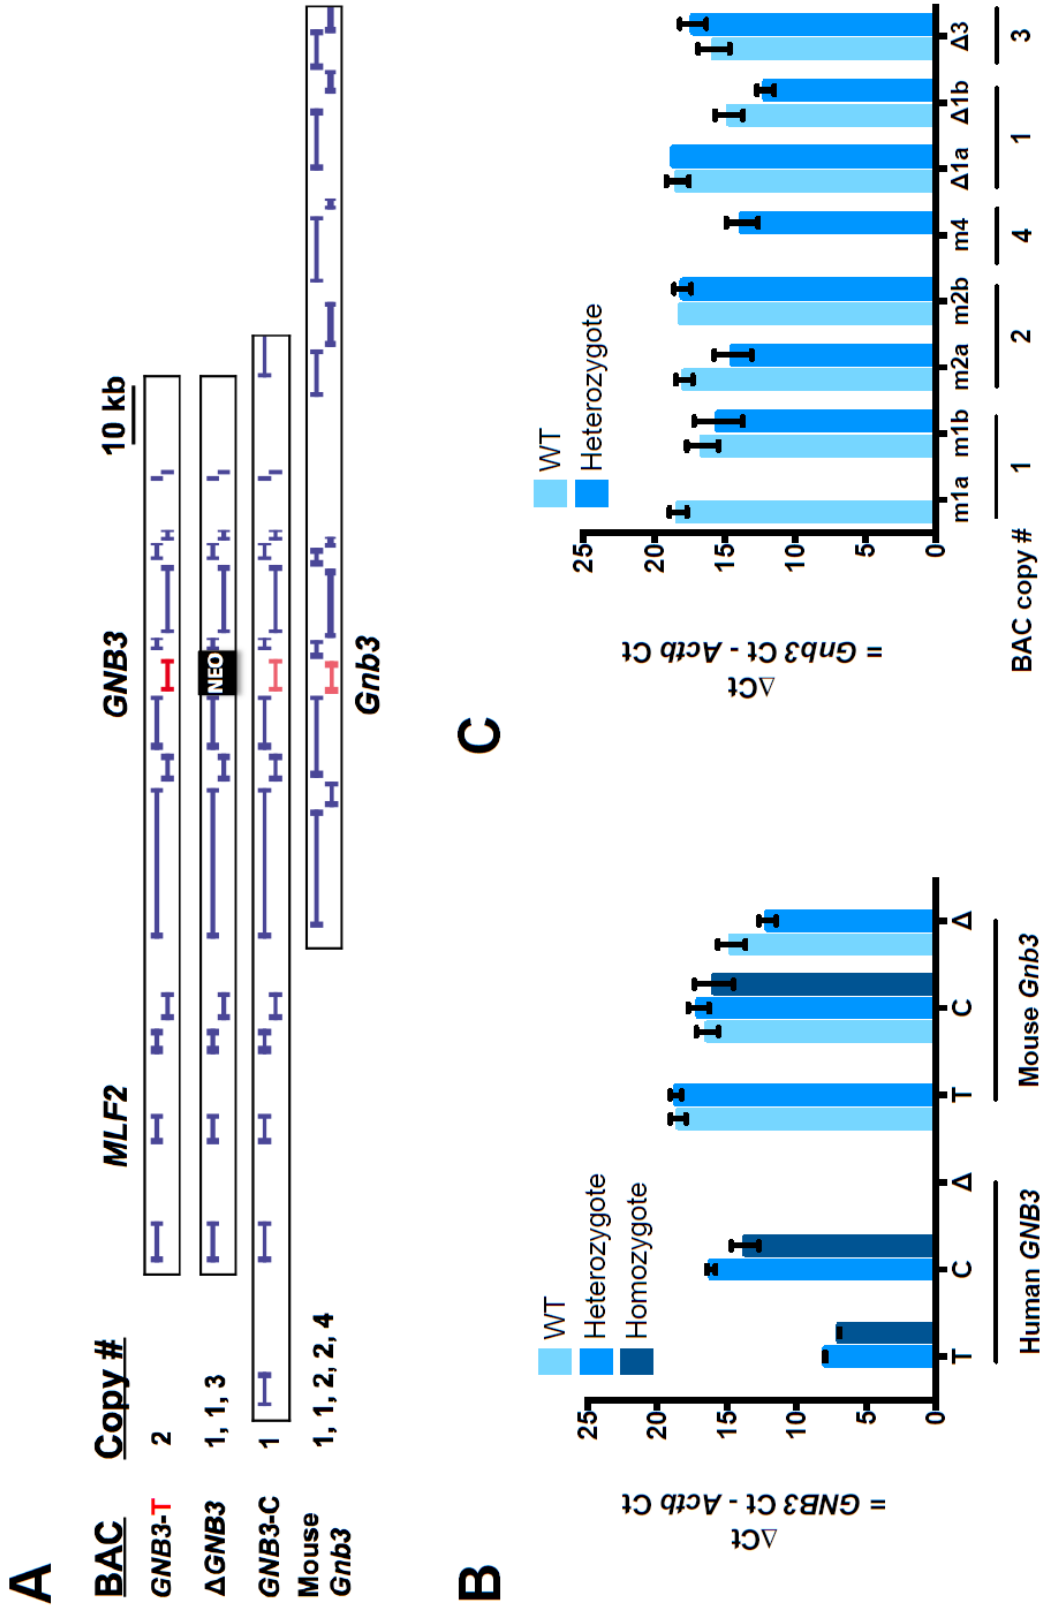 A
GNB3
MLF2
10 kb
BAC Copy #
GNB3-T 2
ΔGNB3 1, 1, 3
NEO
GNB3-C 1
Mouse
Gnb3 1, 1, 2, 2, 4
Gnb3
B
WT
Heterozygote
Homozygote
ΔCt
= GNB3 Ct - Actb Ct
25
20
15
10
5
0
T C Δ T C Δ
Human GNB3 Mouse Gnb3
C
WT
Heterozygote
ΔCt
= Gnb3 Ct - Actb Ct
25
20
15
10
5
0
m1a m1b m2a m2b m4 Δ1a Δ1b Δ3
BAC copy # 1 2 4 1 3